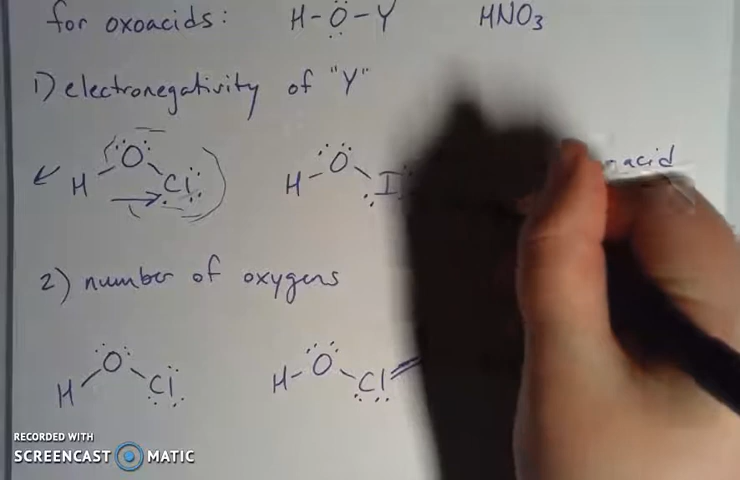 for oxoacids: H-O-Y HNO3
1) electronegativity of "Y"
acid
H O Cl H O I
2) number of oxygens
H O Cl H-O Cl
RECORDED WITH
SCREENCAST MATIC